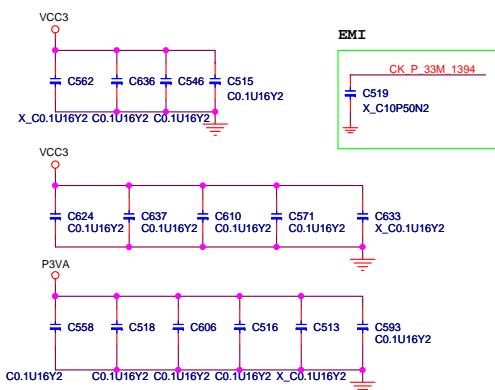 VCC3
EMI
C562 C636 C546 C515
C0.1U16Y2
X_C0.1U16Y2 C0.1U16Y2 C0.1U16Y2
CK_P_33M_1394
C519
X_C10P50N2
VCC3
C624 C637 C610 C571 C633
C0.1U16Y2 C0.1U16Y2 C0.1U16Y2 C0.1U16Y2 X_C0.1U16Y2
P3VA
C558 C518 C606 C516 C513 C593
C0.1U16Y2
C0.1U16Y2 C0.1U16Y2 C0.1U16Y2 C0.1U16Y2 X_C0.1U16Y2